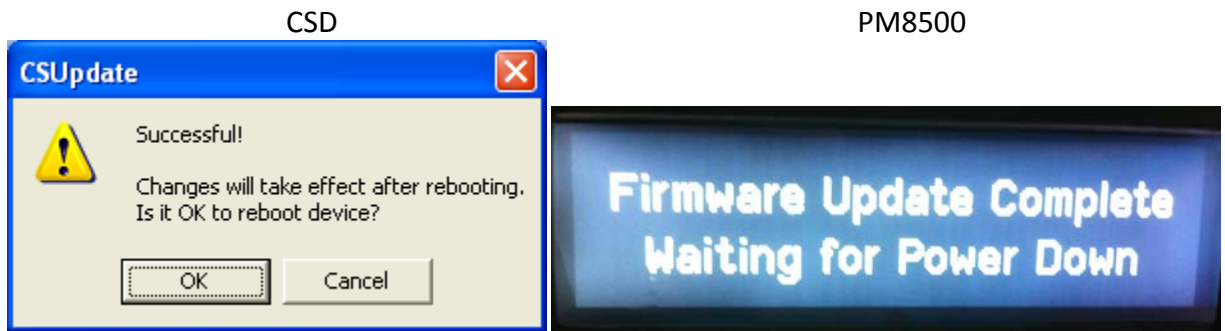 CSD
PM8500
CSUpdate
Successful!
Changes will take effect after rebooting.
Is it OK to reboot device?
OK
Cancel
Firmware Update Complete
Waiting for Power Down